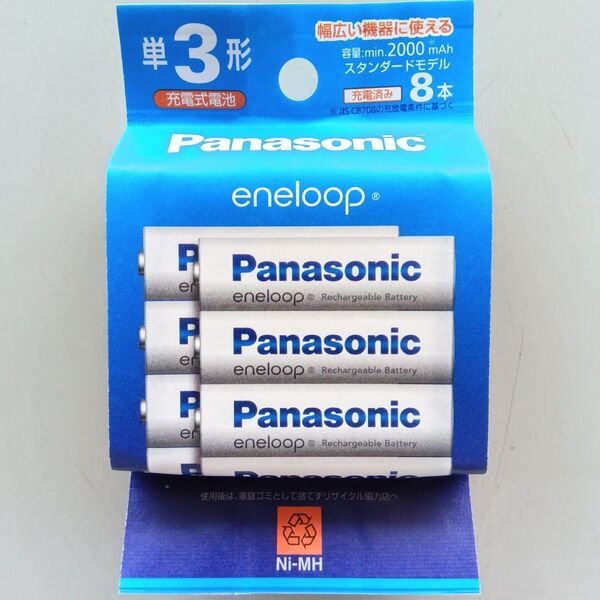 単3形
充電式電池
幅広い機器に使える
容量:min.2000 mAh
スタンダードモデル
充電済み 8本
※JIS C8708の充放電条件に基づく
Panasonic
eneloop®
P
en
Panasonic
eneloop® Rechargeable Battery
P
en
Panasonic
eneloop® Rechargeable Battery
P
en
Panasonic
eneloop® Rechargeable Battery
使用後は、家庭ゴミとして捨てずリサイクル協力店へ
Ni-MH